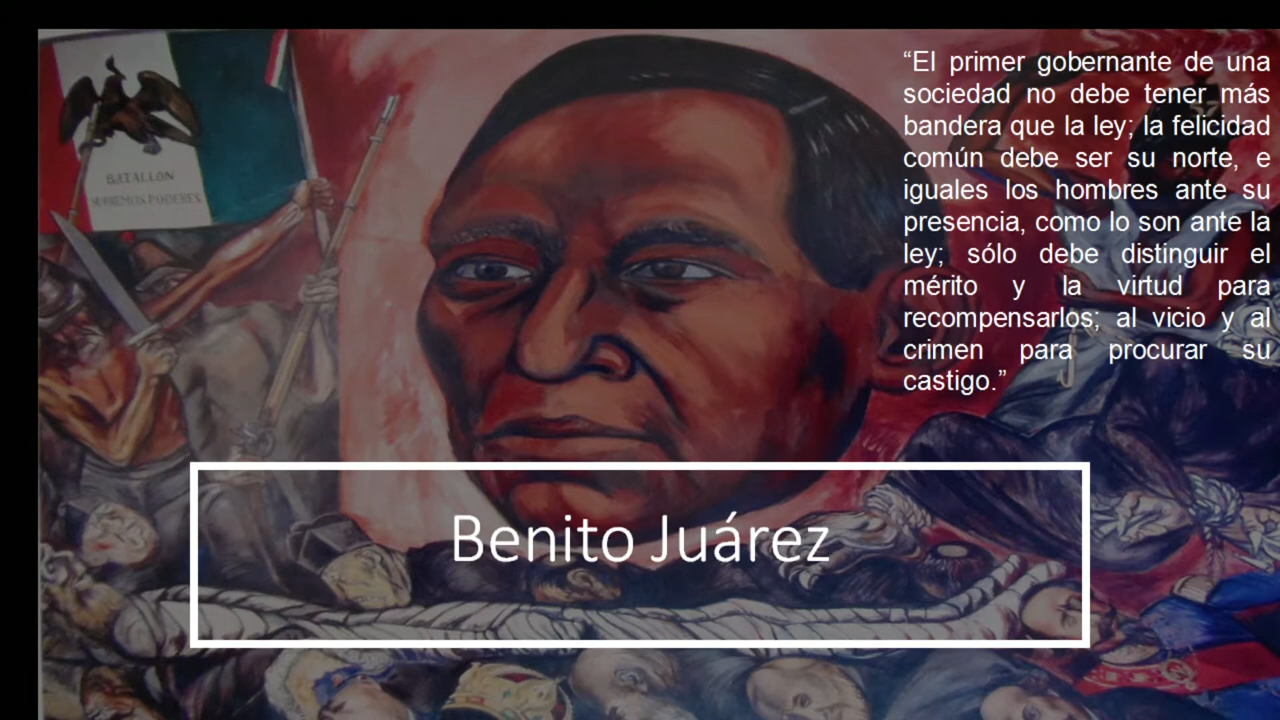 “El primer gobernante de una
sociedad no debe tener más
bandera que la ley; la felicidad
común debe ser su norte, e
iguales los hombres ante su
presencia, como lo son ante la
ley; sólo debe distinguir el
mérito y la virtud para
recompensarlos; al vicio y al
crimen para procurar su
castigo.”
BATALLON
SUPREMOS PODERES
Benito Juárez